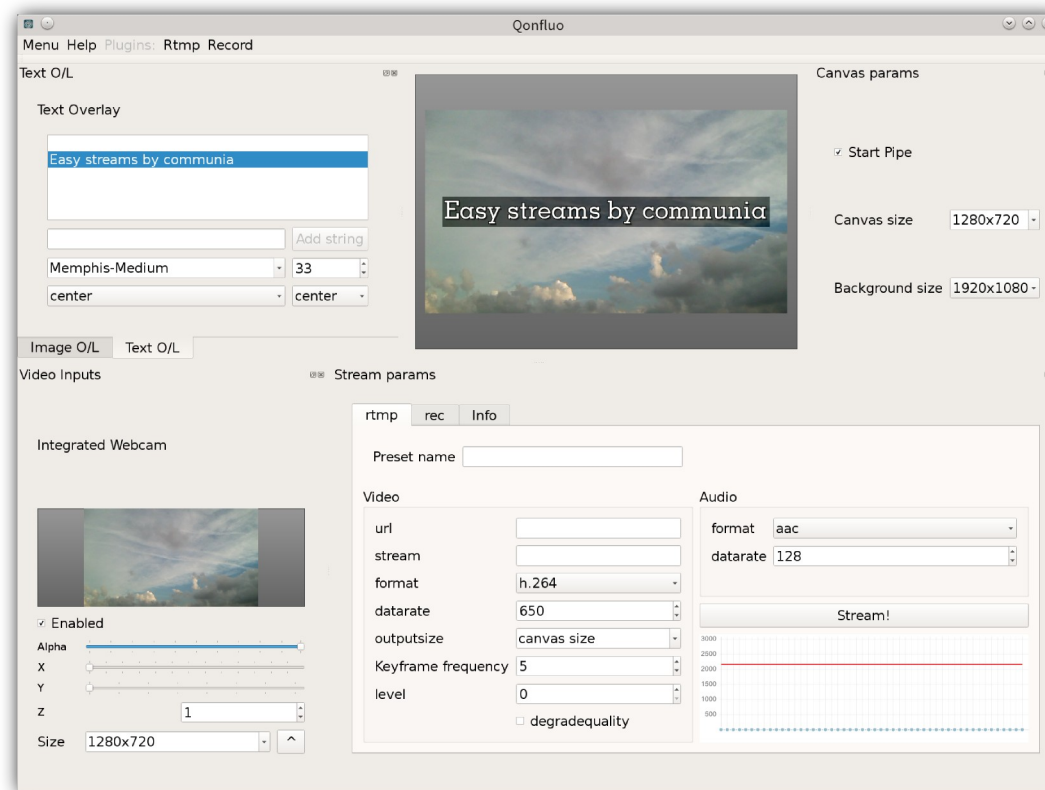 Qonfluo
Menu Help Plugins: Rtmp Record
Text O/L
Text Overlay
Easy streams by communia
Add string
Memphis-Medium 33
center center
Image O/L Text O/L
Easy streams by communia
Canvas params
Start Pipe
Canvas size 1280x720
Background size 1920x1080
Video Inputs
Integrated Webcam
Enabled
Alpha
X
Y
Z 1
Size 1280x720 ^
Stream params
rtmp rec Info
Preset name
Video
url
stream
format h.264
datarate 650
outputsize canvas size
Keyframe frequency 5
level 0
degradequality
Audio
format aac
datarate 128
Stream!
3000
2500
2000
1500
1000
500